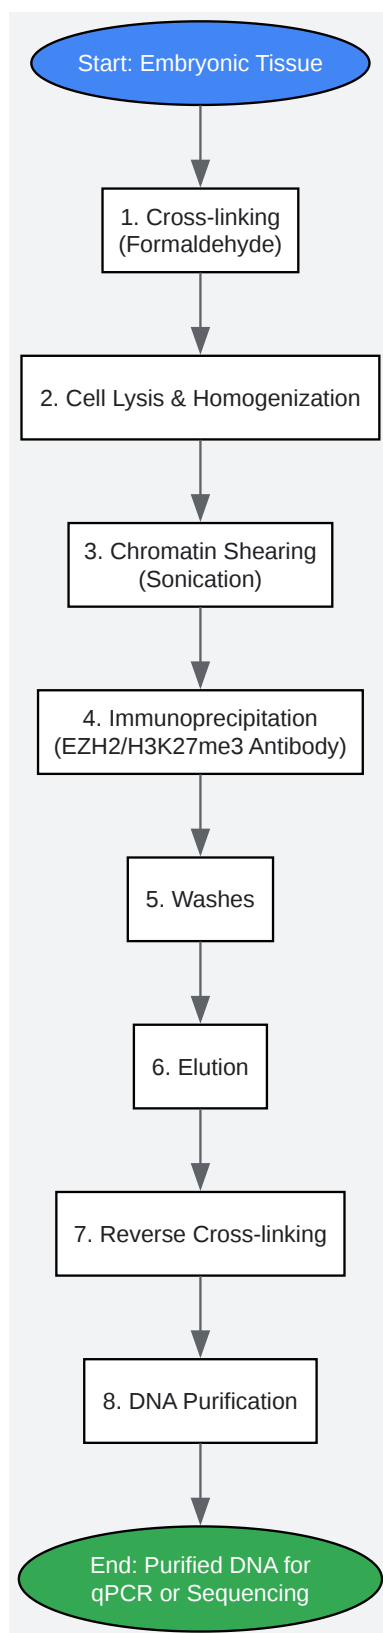 Start: Embryonic Tissue
1. Cross-linking
(Formaldehyde)
2. Cell Lysis & Homogenization
3. Chromatin Shearing
(Sonication)
4. Immunoprecipitation
(EZH2/H3K27me3 Antibody)
5. Washes
6. Elution
7. Reverse Cross-linking
8. DNA Purification
End: Purified DNA for
qPCR or Sequencing